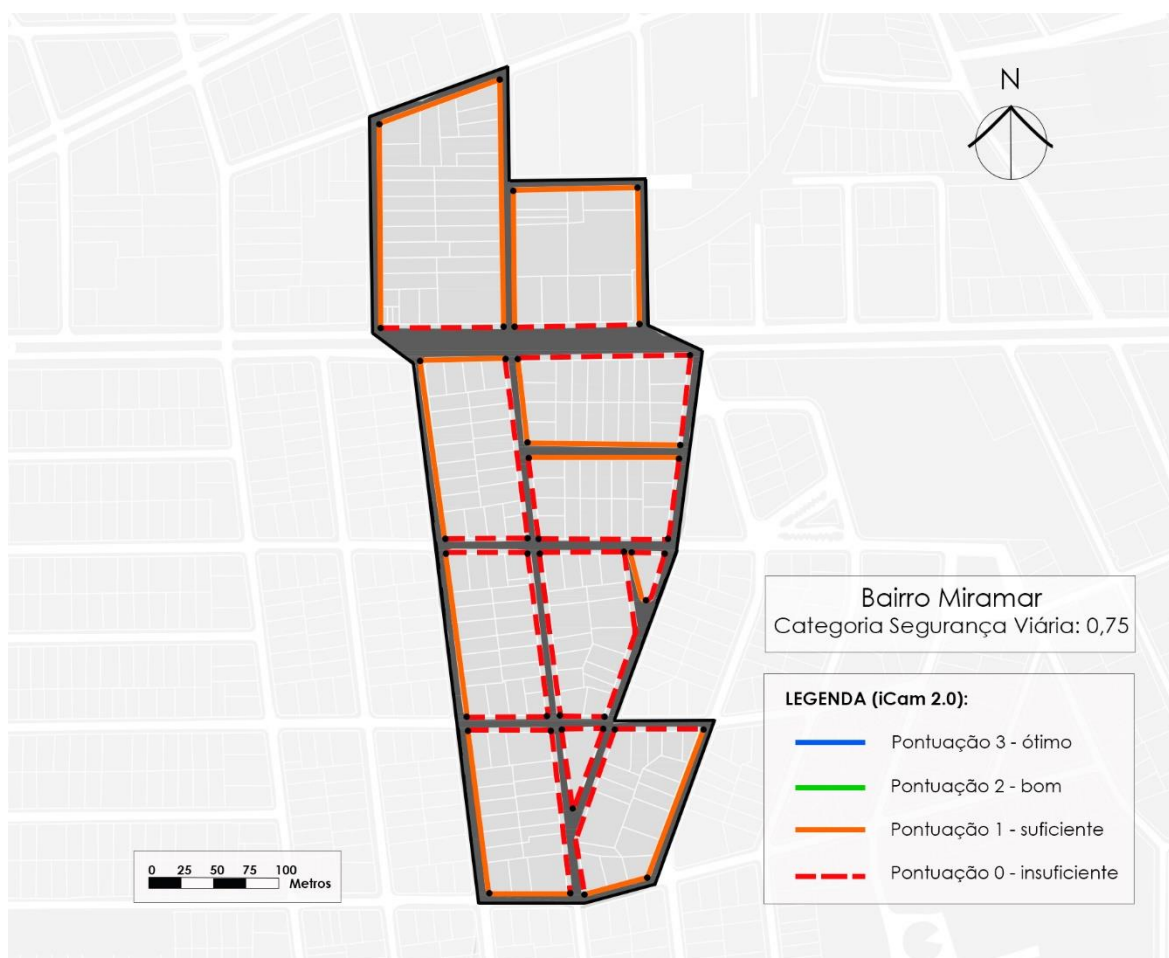 N
Bairro Miramar
Categoria Segurança Viária: 0,75
LEGENDA (iCam 2.0):
Pontuação 3 - ótimo
Pontuação 2 - bom
Pontuação 1 - suficiente
Pontuação 0 - insuficiente
0 25 50 75 100
Metros